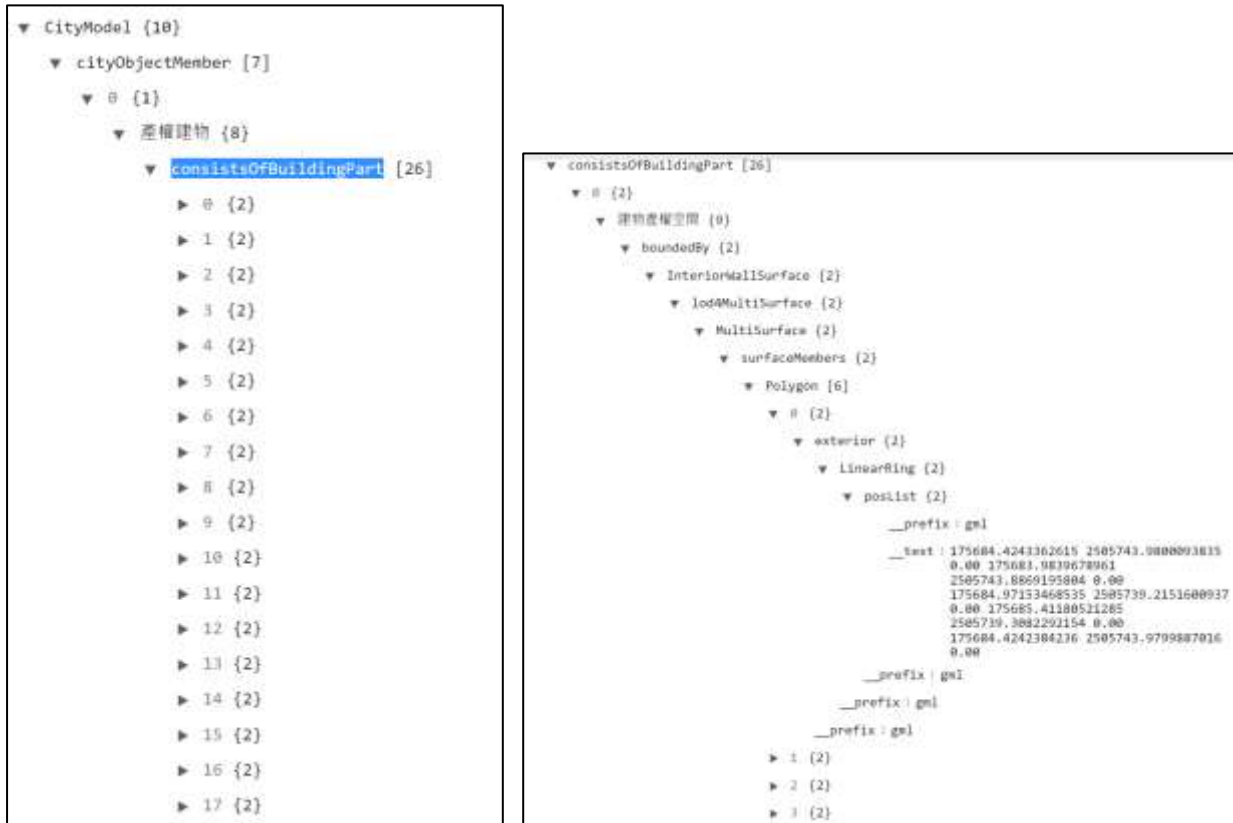 ▼ CityModel {10}
▼ cityObjectMember [7]
▼ 0 {1}
▼ 產權建物 {8}
▼ consistsOfBuildingPart [26]
▶ 0 {2}
▶ 1 {2}
▶ 2 {2}
▶ 3 {2}
▶ 4 {2}
▶ 5 {2}
▶ 6 {2}
▶ 7 {2}
▶ 8 {2}
▶ 9 {2}
▶ 10 {2}
▶ 11 {2}
▶ 12 {2}
▶ 13 {2}
▶ 14 {2}
▶ 15 {2}
▶ 16 {2}
▶ 17 {2}
▼ consistsOfBuildingPart [26]
▼ 0 {2}
▼ 建物產權空間 {9}
▼ boundedBy {2}
▼ InteriorWallSurface {2}
▼ lod4MultiSurface {2}
▼ MultiSurface {2}
▼ surfaceMembers {2}
▼ Polygon [6]
▼ 0 {2}
▼ exterior {2}
▼ LinearRing {2}
▼ posList {2}
__prefix : gml
__text : 175684.4243362615 2505743.9800093835
0.00 175683.9839678961
2505743.8869195804 0.00
175684.97153468535 2505739.2151600937
0.00 175685.41180521285
2505739.3082292154 0.00
175684.4242384236 2505743.9799887016
0.00
__prefix : gml
__prefix : gml
__prefix : gml
▶ 1 {2}
▶ 2 {2}
▶ 3 {2}